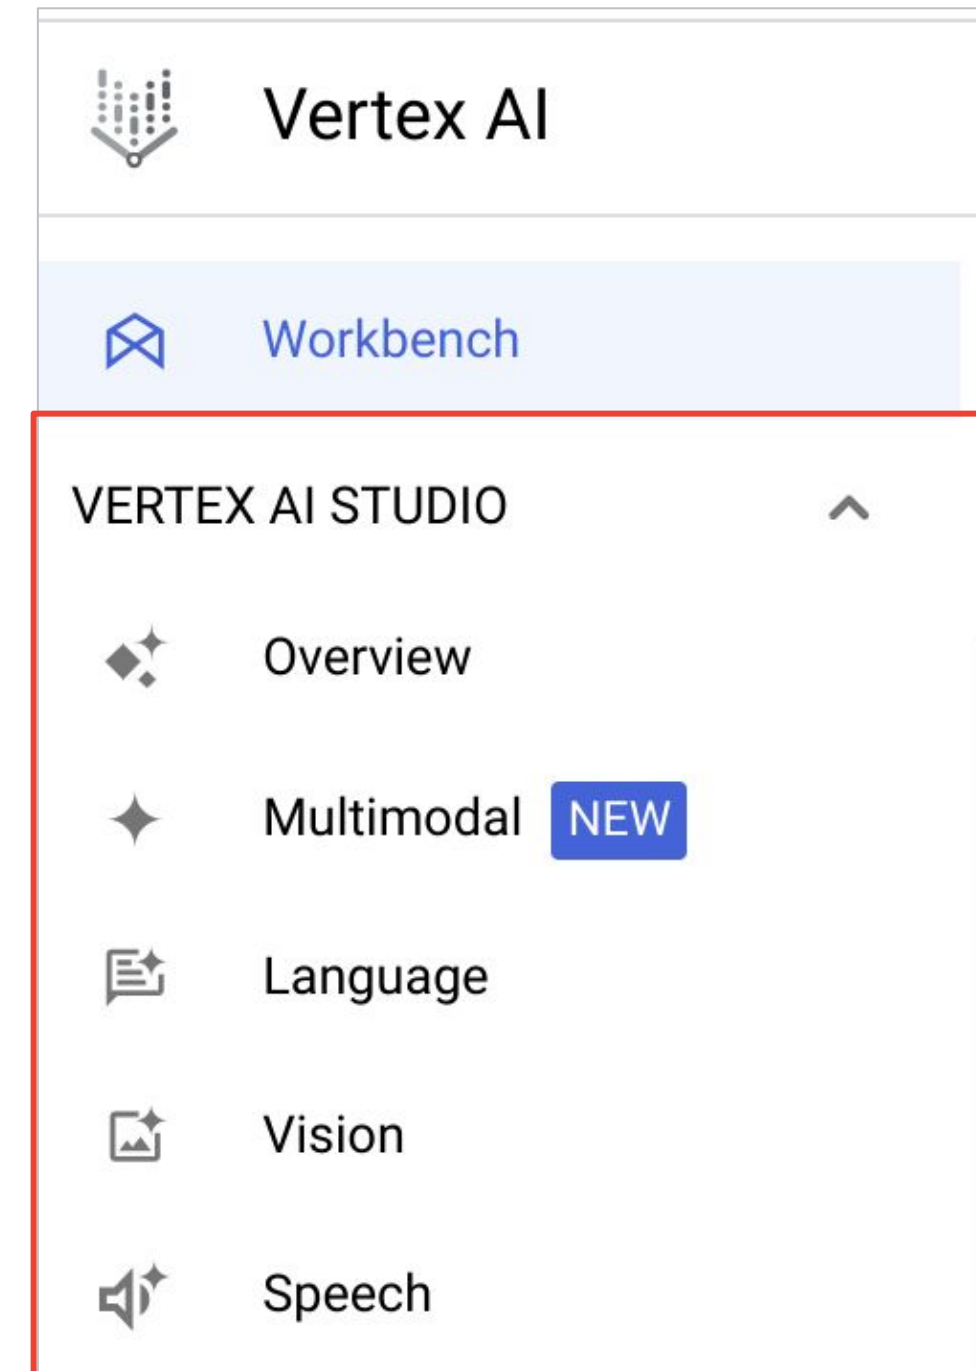 Vertex AI
Workbench
VERTEX AI STUDIO
Overview
Multimodal NEW
Language
Vision
Speech